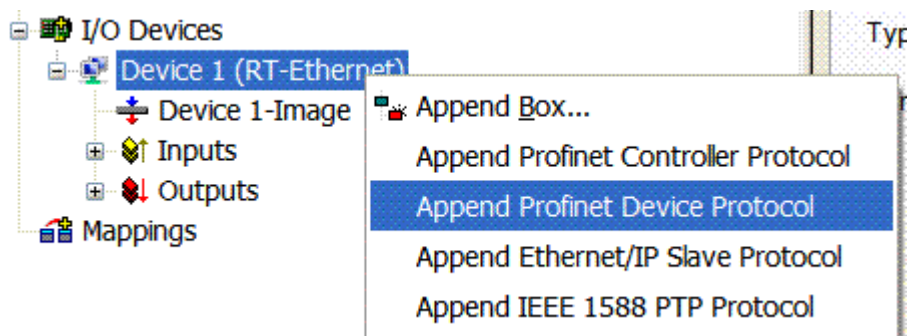 I/O Devices
Typ
Device 1 (RT-Ethernet)
Device 1-Image
Append Box...
Inputs
Append Profinet Controller Protocol
Outputs
Append Profinet Device Protocol
Mappings
Append Ethernet/IP Slave Protocol
Append IEEE 1588 PTP Protocol